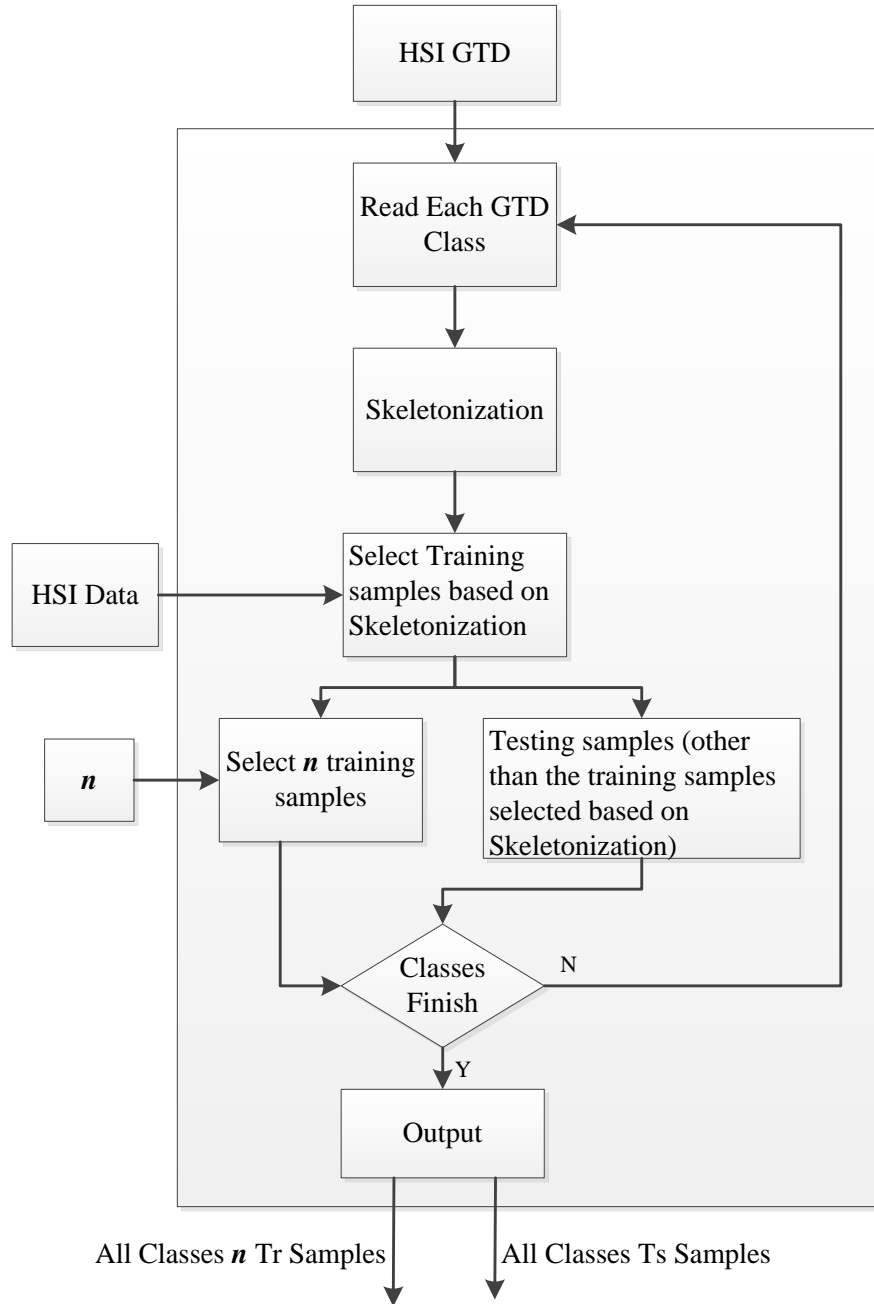 HSI GTD
Read Each GTD
Class
Skeletonization
Select Training
samples based on
Skeletonization
HSI Data
n
Select n training
samples
Testing samples (other
than the training samples
selected based on
Skeletonization)
Classes
Finish
N
Y
Output
All Classes n Tr Samples
All Classes Ts Samples